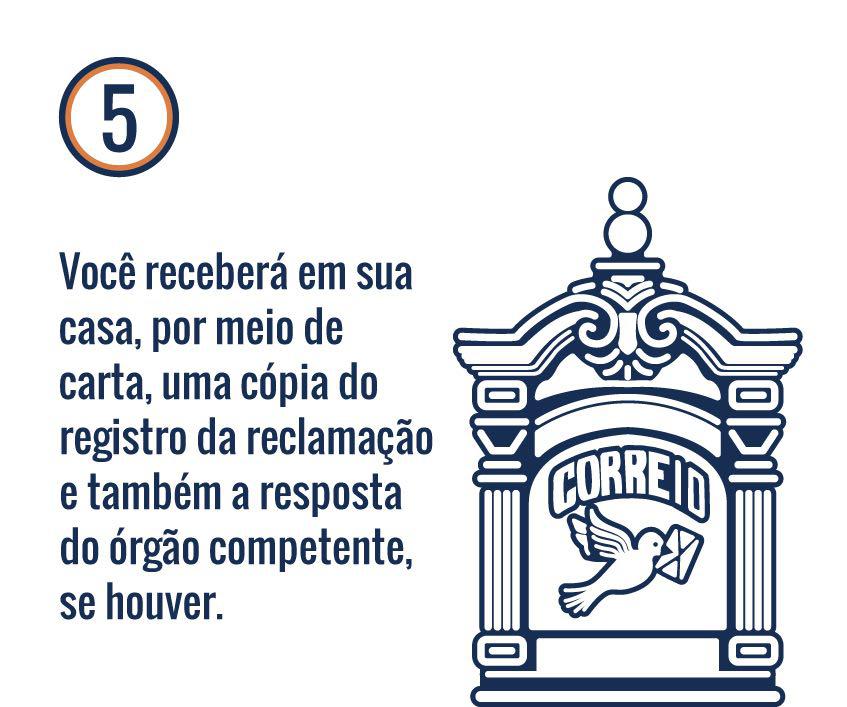 5
Você receberá em sua
casa, por meio de
carta, uma cópia do
registro da reclamação
e também a resposta
do órgão competente,
se houver.
CORREIO